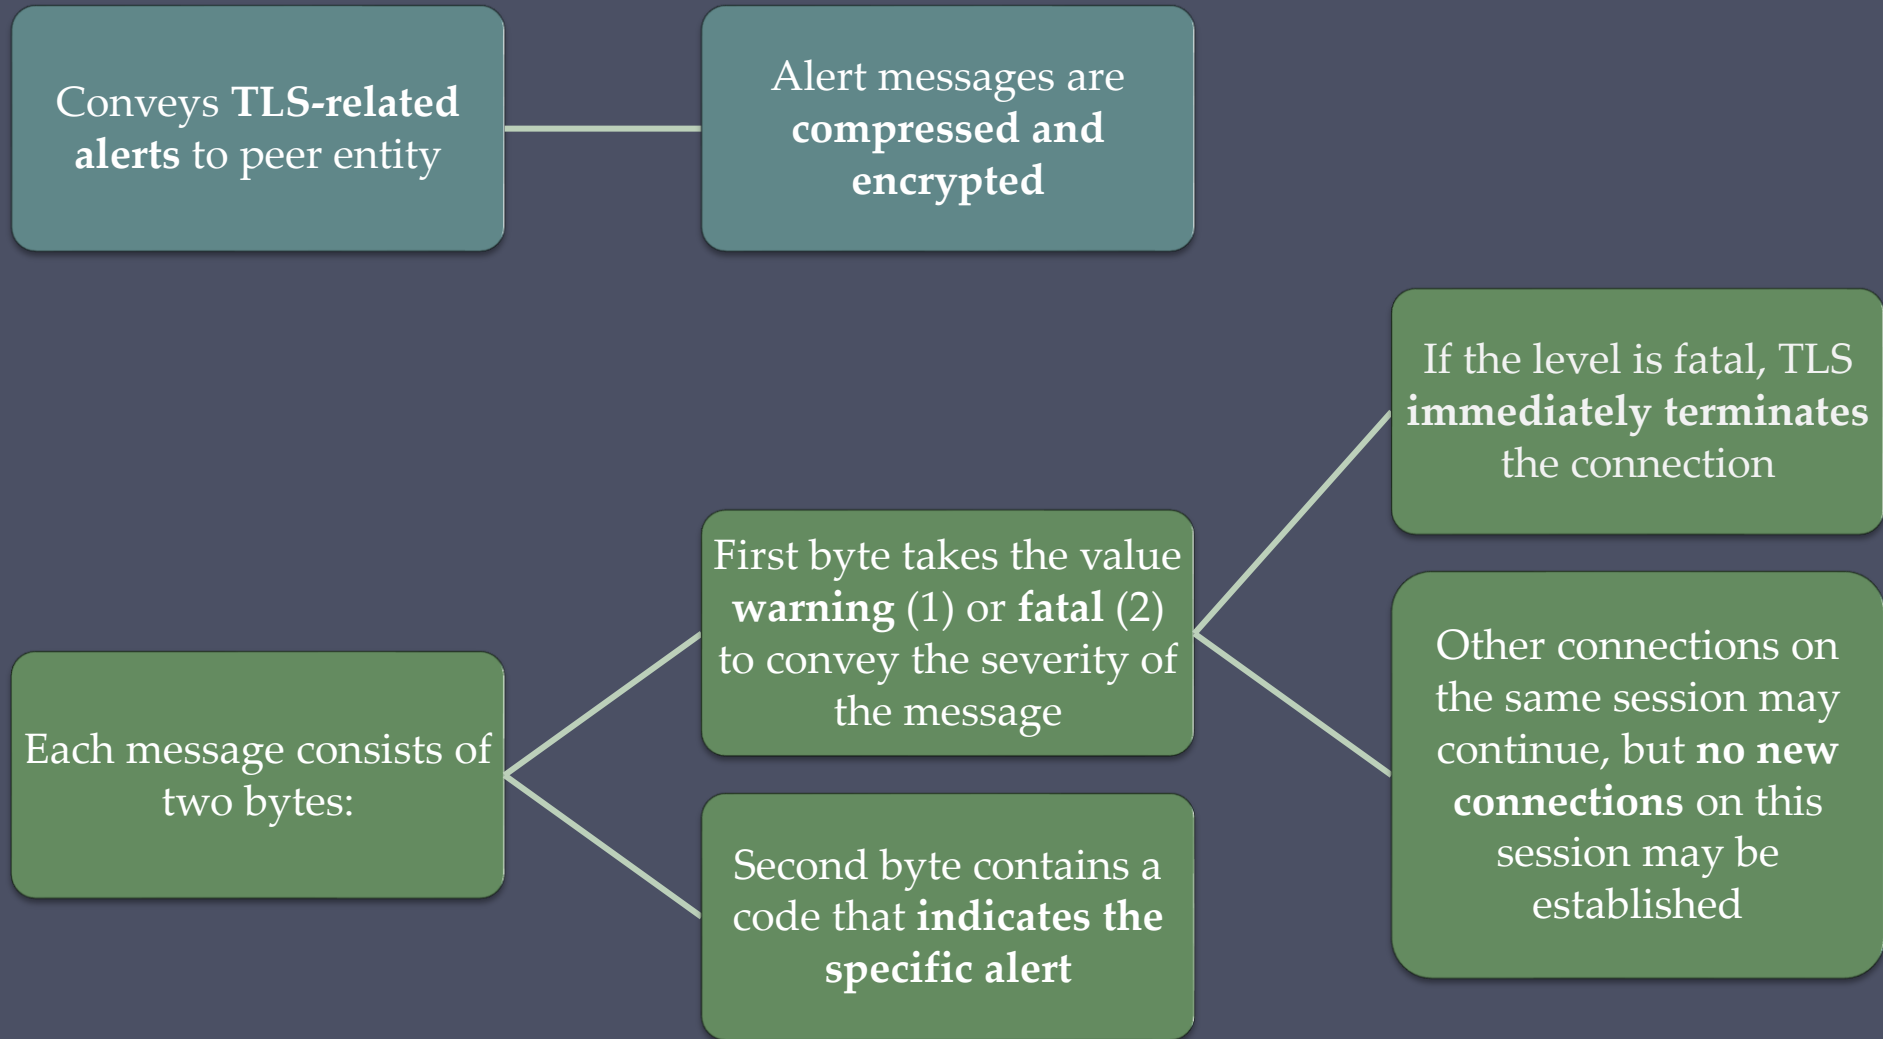 Conveys TLS-related
alerts to peer entity
Alert messages are
compressed and
encrypted
Each message consists of
two bytes:
First byte takes the value
warning (1) or fatal (2)
to convey the severity of
the message
If the level is fatal, TLS
immediately terminates
the connection
Other connections on
the same session may
continue, but no new
connections on this
session may be
established
Second byte contains a
code that indicates the
specific alert